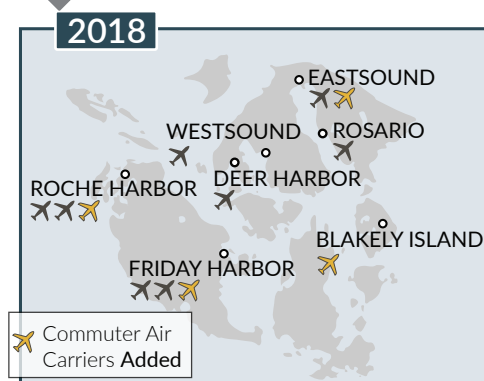 2018
EASTSOUND
WESTSOUND
ROSARIO
DEER HARBOR
ROCHE HARBOR
BLAKELY ISLAND
FRIDAY HARBOR
Commuter Air
Carriers Added